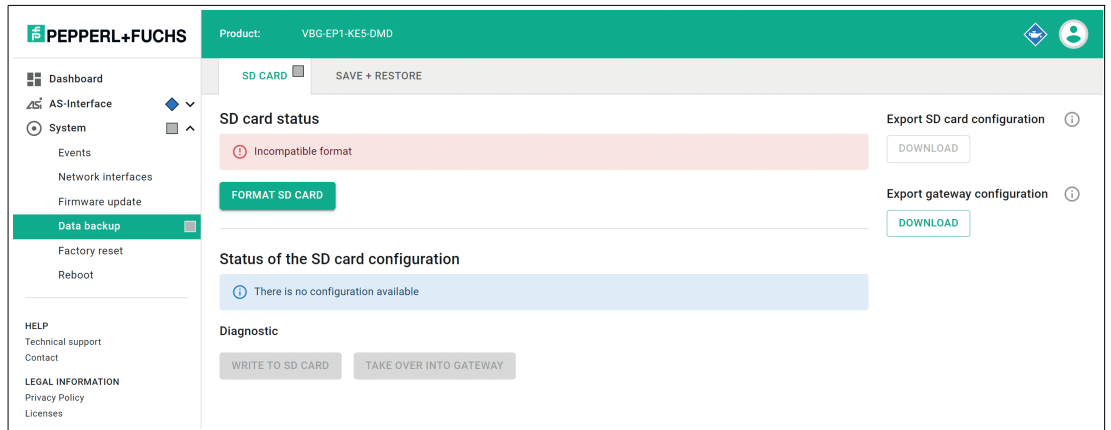 PEPPERL+FUCHS
Product: VBG-EP1-KE5-DMD
Dashboard
AS-Interface
System
Events
Network interfaces
Firmware update
Data backup
Factory reset
Reboot
HELP
Technical support
Contact
LEGAL INFORMATION
Privacy Policy
Licenses
SD CARD
SAVE + RESTORE
SD card status
Incompatible format
FORMAT SD CARD
Status of the SD card configuration
There is no configuration available
Diagnostic
WRITE TO SD CARD
TAKE OVER INTO GATEWAY
Export SD card configuration
DOWNLOAD
Export gateway configuration
DOWNLOAD